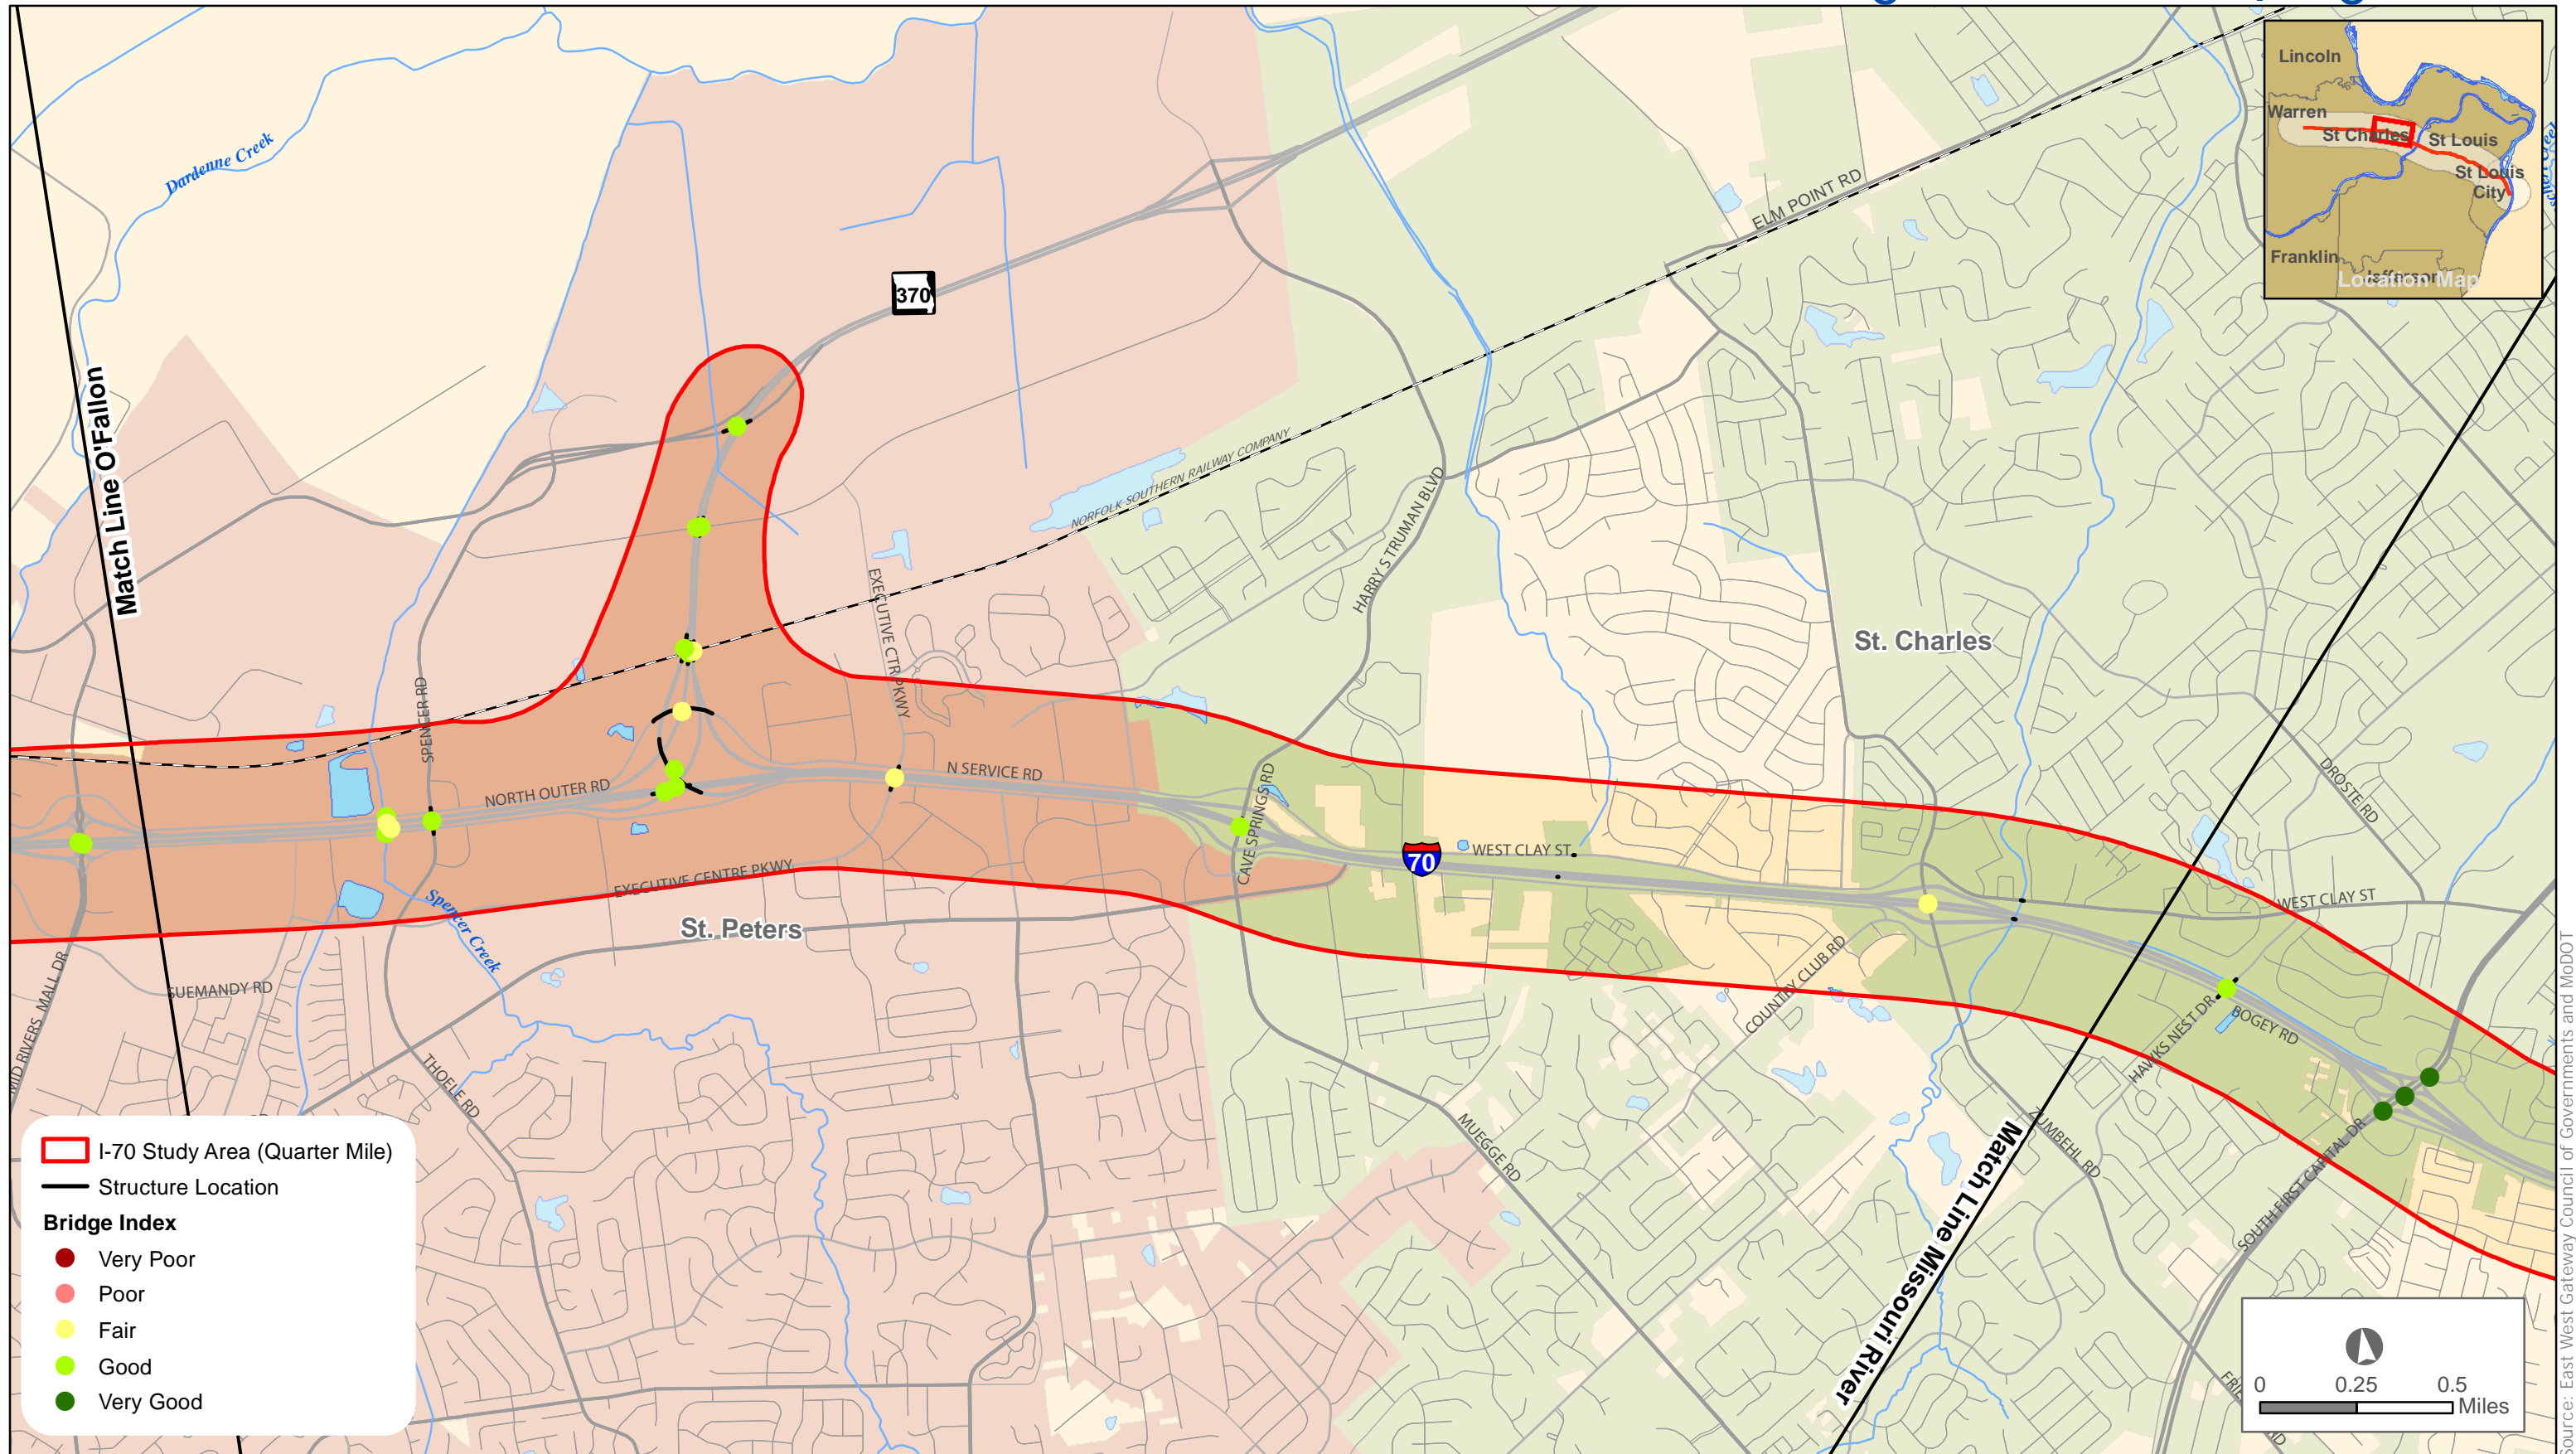 Lincoln
Warren
St Charles
St Louis
St Louis
City
Franklin
Jefferson
Location Map
Dardenne Creek
ELM POINT RD
370
Match Line O'Fallon
NORFOLK SOUTHERN RAILWAY COMPANY
HARRY S TRUMAN BLVD
EXECUTIVE CTR PKWY
St. Charles
SPENCER RD
N SERVICE RD
NORTH OUTER RD
CAVE SPRINGS RD
DROSTE RD
70
WEST CLAY ST
EXECUTIVE CENTRE PKWY
WEST CLAY ST
Spencer Creek
St. Peters
COUNTRY CLUB RD
MID RIVERS MALL DR
SUEMANDY RD
HAWKS NEST DR
BOGEY RD
THOELE RD
MUEGGE RD
ZUMBEHL RD
SOUTH FIRST CAPITAL DR
Match Line Missouri River
I-70 Study Area (Quarter Mile)
Structure Location
Bridge Index
Very Poor
Poor
Fair
Good
Very Good
0 0.25 0.5
Miles
Source: East West Gateway Council of Governments and MoDOT